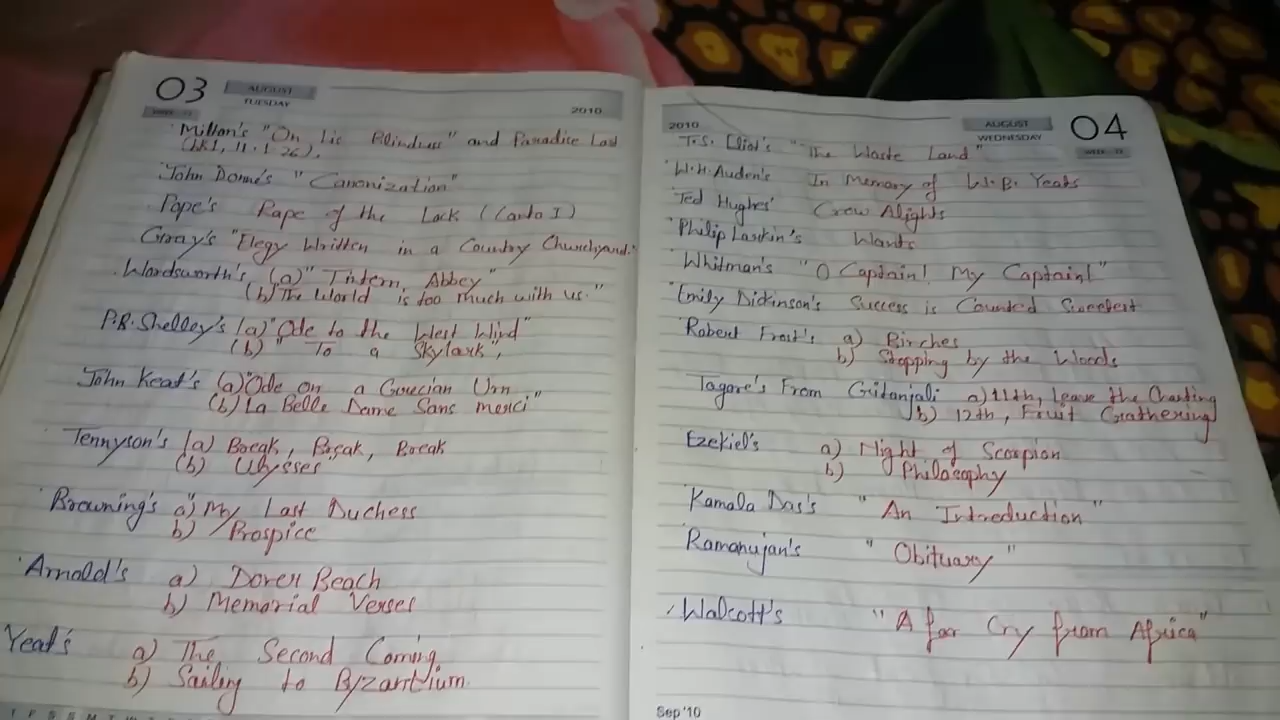 03
AUGUST
TUESDAY
2010
Milton's "On his Blindness" and Paradise Lost
(bk1, 11. 1 26).
John Donne's "Canonization"
Pope's Rape of the Lock (Canto I)
Gray's "Elegy Written in a Country Churchyard."
Wordsworth's (a) "Tintern, Abbey"
(b) The World is too much with us."
P.B. Shelley's (a) "Ode to the West Wind"
(b) "To a Skylark",
John Keat's (a) "Ode on a Grecian Urn
(b) La Belle Dame Sans merci"
Tennyson's (a) Break, Break, Break
(b) Ulysses
Browning's a) "My Last Duchess
b) Prospice
Arnold's a) Dover Beach
b) Memorial Verses
Yeat's a) The Second Coming
b) Sailing to Byzantium
2010
AUGUST
WEDNESDAY
04
T.S. Eliot's "The Waste Land"
W.H. Auden's In Memory of W.B. Yeats
Ted Hughes' Crow Alights
Philip Larkin's Wants
Whitman's "O Captain! My Captain!"
Emily Dickinson's Success is Counted Sweetest
Robert Frost's a) Birches
b) Stopping by the Woods
Tagore's From Gitanjali a) 11th, Leave the Chanting
b) 12th, Fruit Grathering
Ezekiel's a) Night of Scorpion
b) Philosophy
Kamala Das's "An Introduction"
Ramanujan's "Obituary"
Walcott's "A far Cry from Africa"
Sep'10